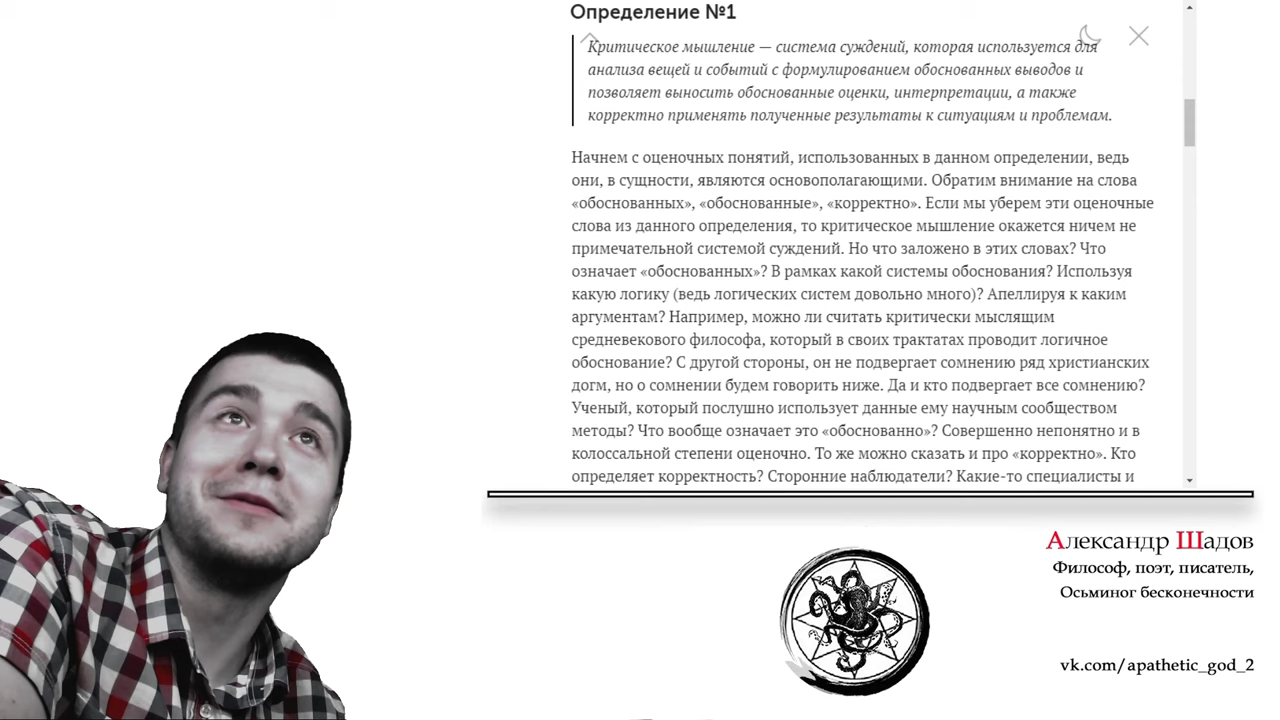 Определение №1
Критическое мышление — система суждений, которая используется для
анализа вещей и событий с формулированием обоснованных выводов и
позволяет выносить обоснованные оценки, интерпретации, а также
корректно применять полученные результаты к ситуациям и проблемам.
Начнем с оценочных понятий, использованных в данном определении, ведь
они, в сущности, являются основополагающими. Обратим внимание на слова
«обоснованных», «обоснованные», «корректно». Если мы уберем эти оценочные
слова из данного определения, то критическое мышление окажется ничем не
примечательной системой суждений. Но что заложено в этих словах? Что
означает «обоснованных»? В рамках какой системы обоснования? Используя
какую логику (ведь логических систем довольно много)? Апеллируя к каким
аргументам? Например, можно ли считать критически мыслящим
средневекового философа, который в своих трактатах проводит логичное
обоснование? С другой стороны, он не подвергает сомнению ряд христианских
догм, но о сомнении будем говорить ниже. Да и кто подвергает все сомнению?
Ученый, который послушно использует данные ему научным сообществом
методы? Что вообще означает это «обоснованно»? Совершенно непонятно и в
колоссальной степени оценочно. То же можно сказать и про «корректно». Кто
определяет корректность? Сторонние наблюдатели? Какие-то специалисты и
Александр Шадов
Философ, поэт, писатель,
Осьминог бесконечности
vk.com/apathetic_god_2